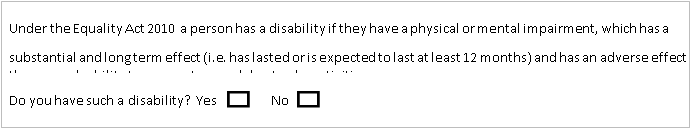 Under the Equality Act 2010 a person has a disability if they have a physical or mental impairment, which has a
substantial and long term effect (i.e. has lasted or is expected to last at least 12 months) and has an adverse effect
Do you have such a disability? Yes No